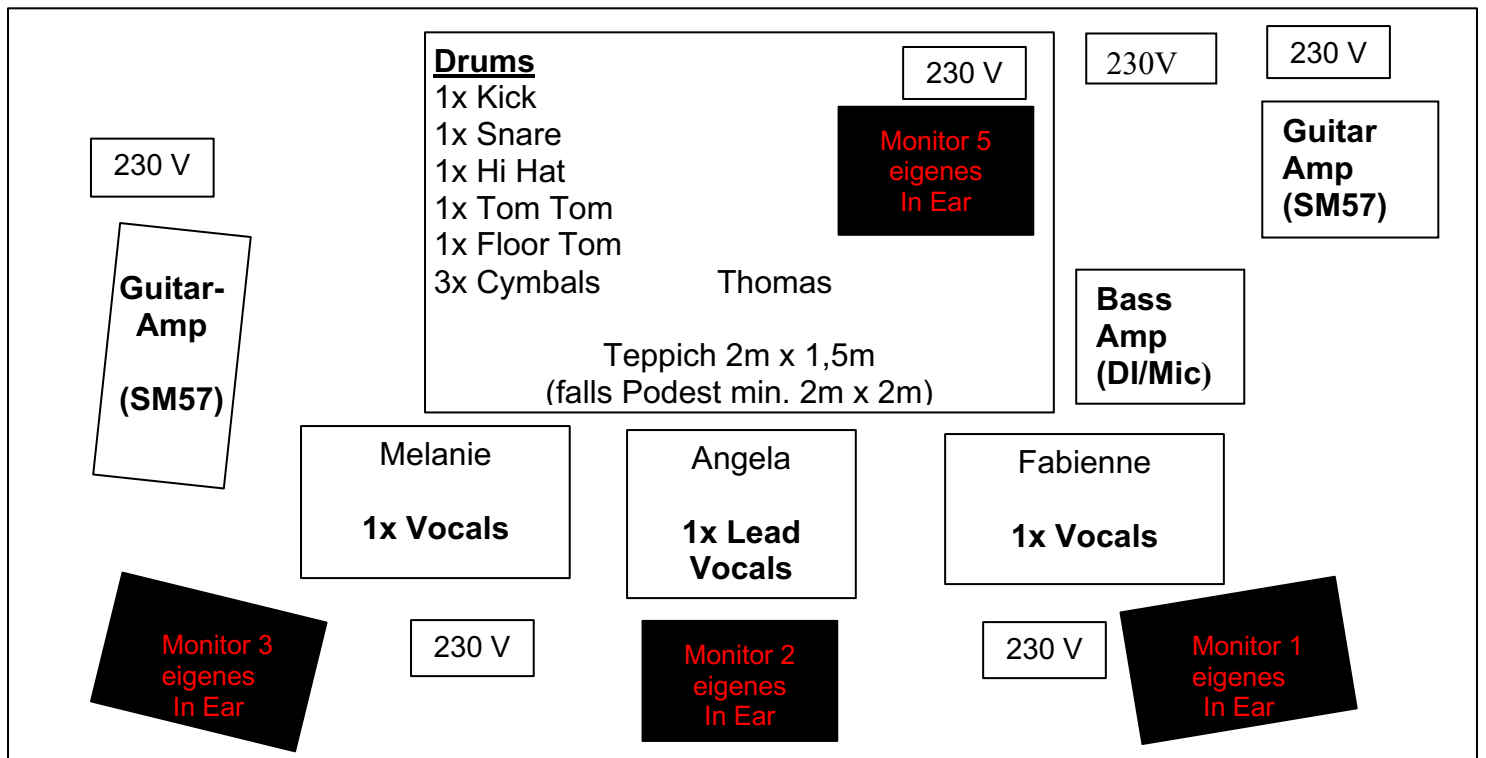 Drums
1x Kick
1x Snare
1x Hi Hat
1x Tom Tom
1x Floor Tom
3x Cymbals
Thomas
Teppich 2m x 1,5m
(falls Podest min. 2m x 2m)
230 V
Monitor 5
eigenes
In Ear
230V
230 V
Guitar
Amp
(SM57)
230 V
Guitar-
Amp
(SM57)
Bass
Amp
(DI/Mic)
Melanie
1x Vocals
Angela
1x Lead
Vocals
Fabienne
1x Vocals
Monitor 3
eigenes
In Ear
230 V
Monitor 2
eigenes
In Ear
230 V
Monitor 1
eigenes
In Ear